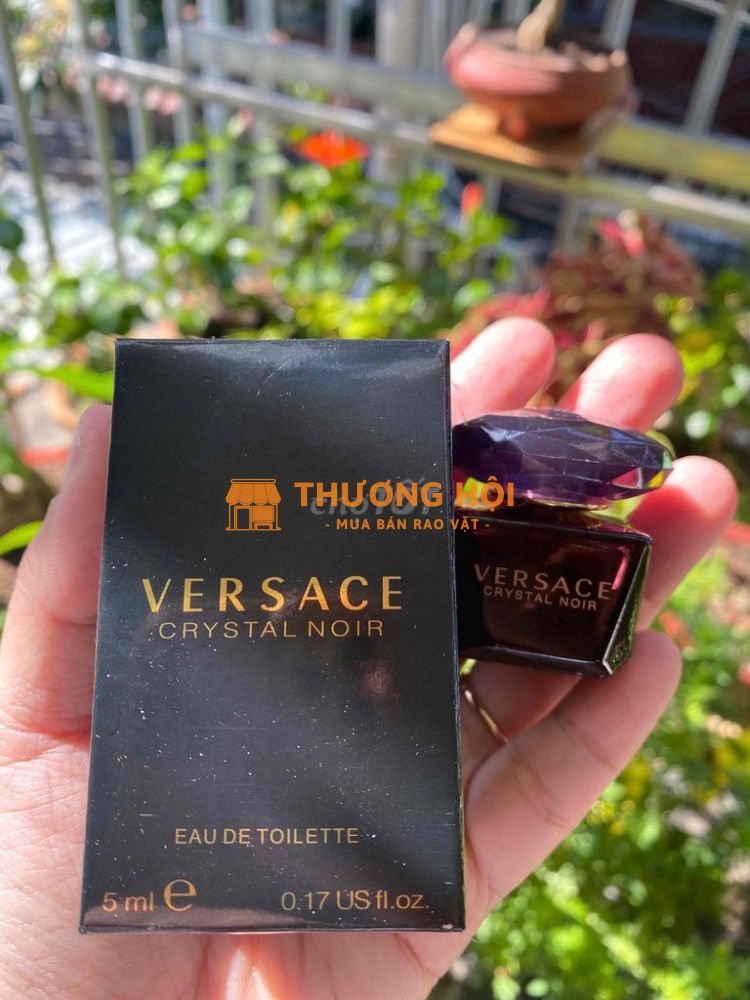 THƯƠNG HỘI
- MUA BÁN RAO VẶT -
VERSACE
CRYSTAL NOIR
VERSACE
CRYSTAL NOIR
EAU DE TOILETTE
5 ml e 0.17 US fl.oz.